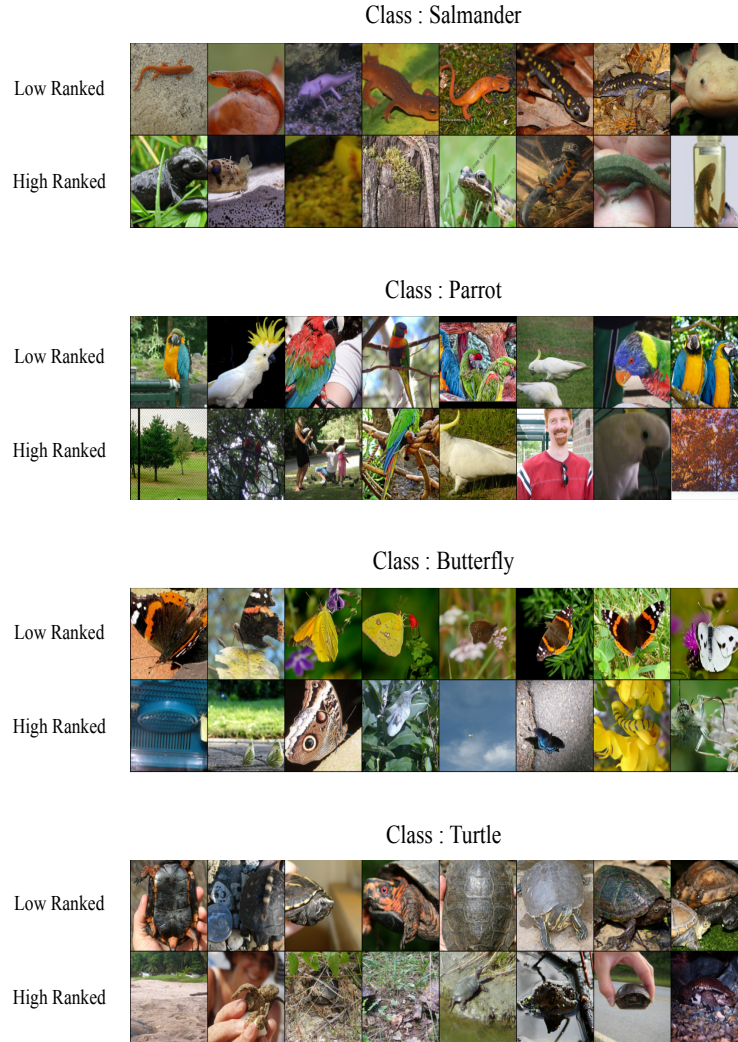 Class : Salmander
Low Ranked
High Ranked
Class : Parrot
Low Ranked
High Ranked
Class : Butterfly
Low Ranked
High Ranked
Class : Turtle
Low Ranked
High Ranked